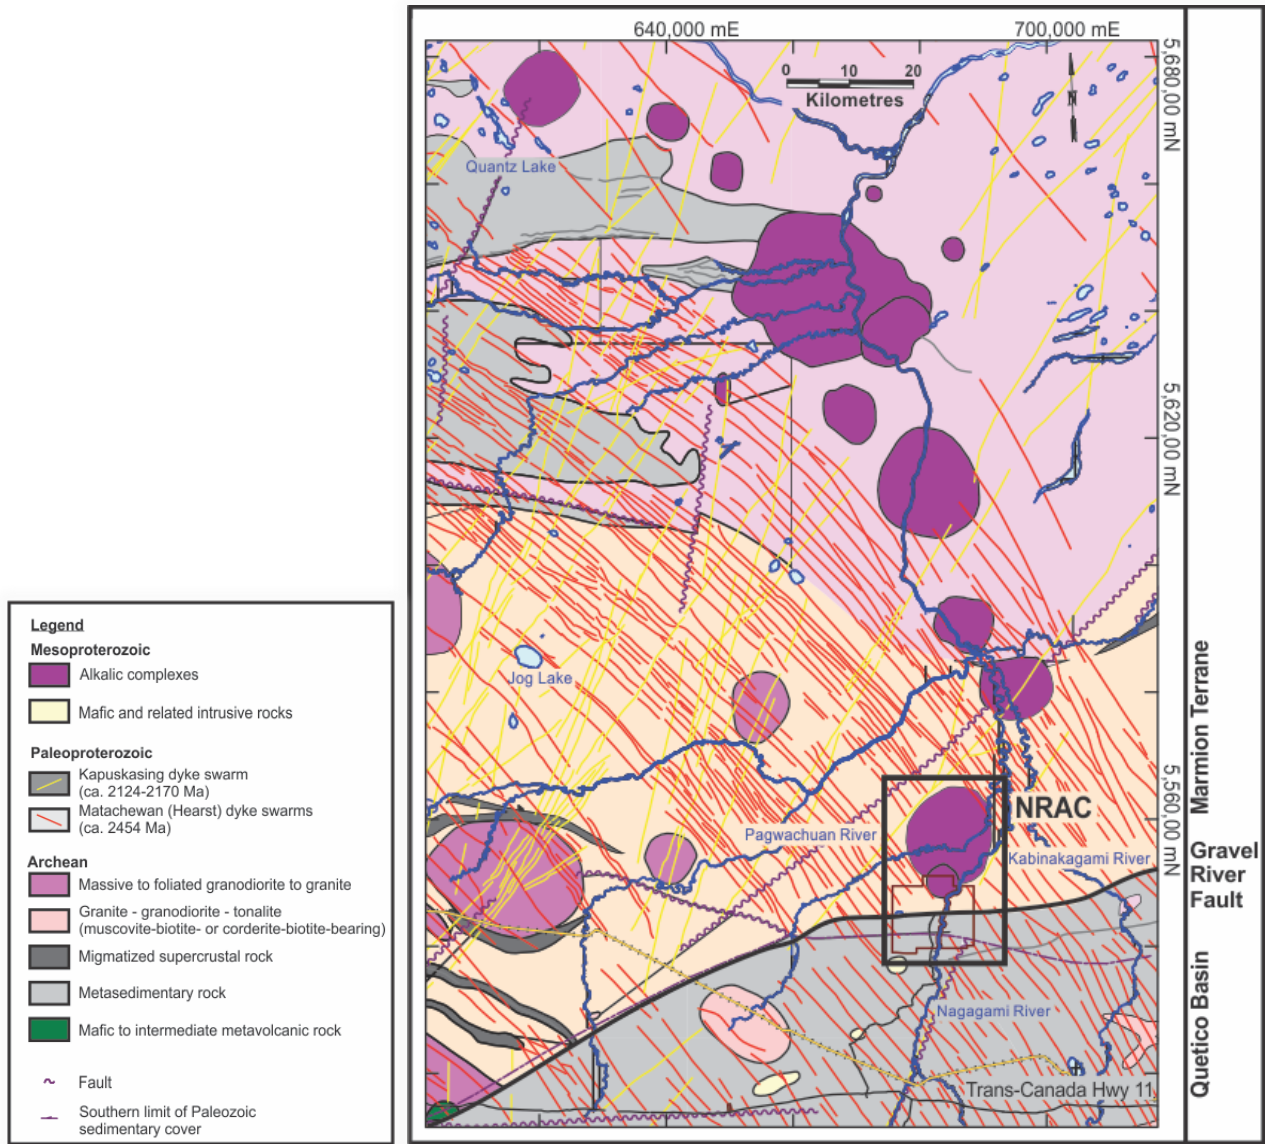 640,000 mE
700,000 mE
0 10 20
Kilometres
N
5,680,000 mN
Quantz Lake
5,620,000 mN
Jog Lake
Marmion Terrane
5,560,000 mN
NRAC
Pagwachuan River
Kabinakagami River
Gravel
River
Fault
Nagagami River
Quetico Basin
Trans-Canada Hwy 11
Legend
Mesoproterozoic
Alkalic complexes
Mafic and related intrusive rocks
Paleoproterozoic
Kapuskasing dyke swarm
(ca. 2124-2170 Ma)
Matachewan (Hearst) dyke swarms
(ca. 2454 Ma)
Archean
Massive to foliated granodiorite to granite
Granite - granodiorite - tonalite
(muscovite-biotite- or corderite-biotite-bearing)
Migmatized supercrustal rock
Metasedimentary rock
Mafic to intermediate metavolcanic rock
Fault
Southern limit of Paleozoic
sedimentary cover